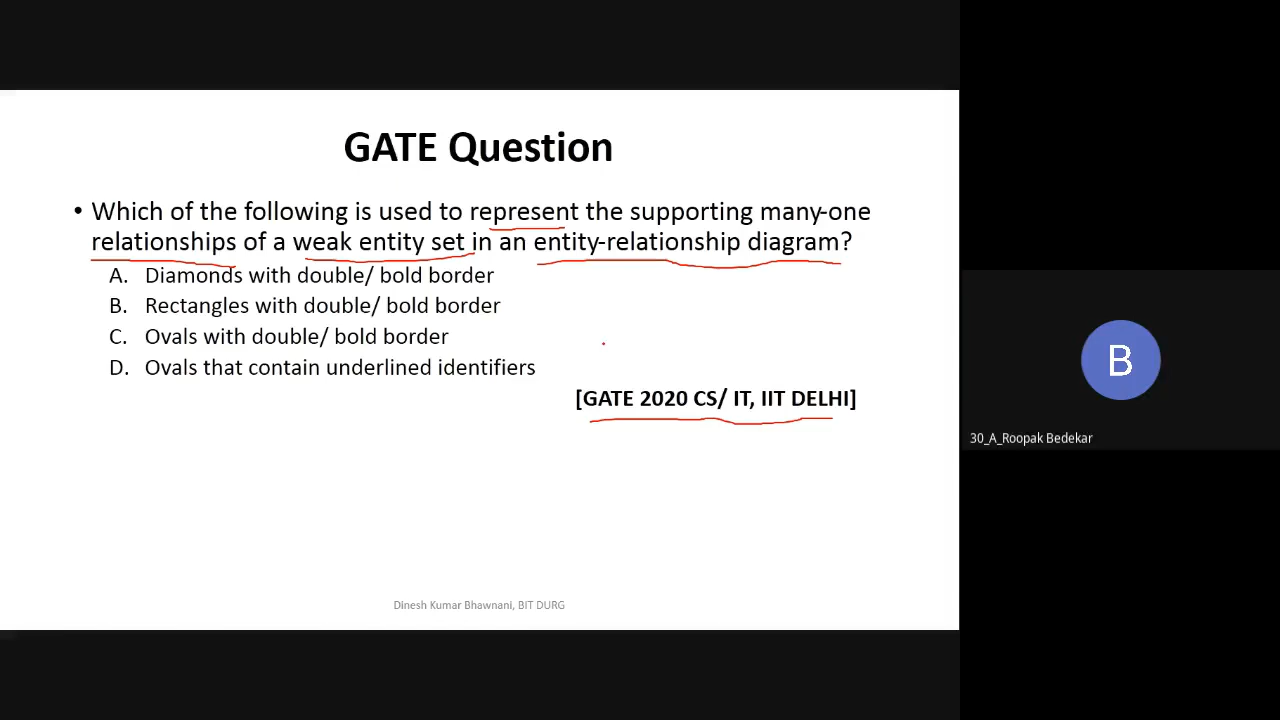 GATE Question
• Which of the following is used to represent the supporting many-one
relationships of a weak entity set in an entity-relationship diagram?
A. Diamonds with double/ bold border
B. Rectangles with double/ bold border
C. Ovals with double/ bold border
D. Ovals that contain underlined identifiers
[GATE 2020 CS/ IT, IIT DELHI]
Dinesh Kumar Bhawnani, BIT DURG
B
30_A_Roopak Bedekar